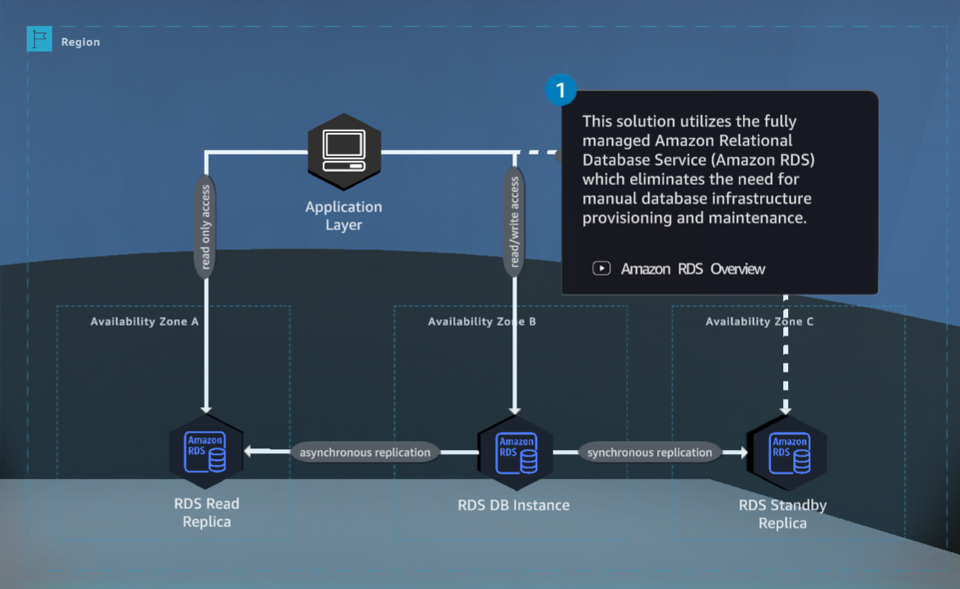 Region
1
This solution utilizes the fully
managed Amazon Relational
Database Service (Amazon RDS)
which eliminates the need for
manual database infrastructure
provisioning and maintenance.
Amazon RDS Overview
Application
Layer
read only access
read/write access
Availability Zone A
Availability Zone B
Availability Zone C
Amazon
RDS
asynchronous replication
Amazon
RDS
synchronous replication
Amazon
RDS
RDS Read
Replica
RDS DB Instance
RDS Standby
Replica